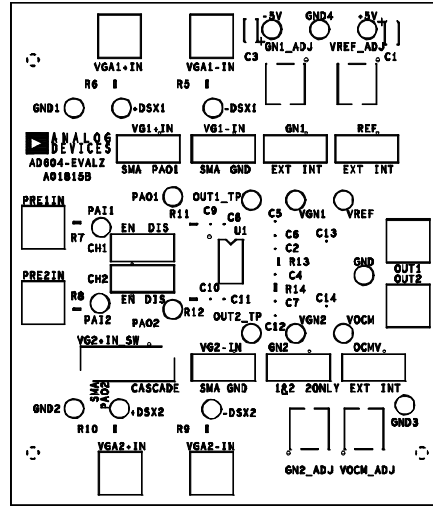 -5V GND4 +5V
VGA1+IN VGA1-IN C3 GN1_ADJ VREF_ADJ C1
R6 R5
GND1 +DSX1 -DSX1
ANALOG DEVICES
VG1+IN VG1-IN GN1 REF
AD604-EVALZ
A01815B
SMA PAO1 SMA GND EXT INT EXT INT
PAO1 OUT1_TP
PRE1IN PAI1 R11 C9 C8 C5 VGN1 VREF
R7 EN DIS U1 C6 C13
CH1 C2
R13 GND OUT1
PRE2IN CH2 C4 OUT2
R8 EN DIS C10 R14
PAI2 R12 C11 C7 C14
PAO2 OUT2_TP C12 VGN2 VOCM
VG2+IN_SW VG2-IN GN2 OCMV
SMA PAO2 CASCADE SMA GND 1&2 2ONLY EXT INT
GND2 +DSX2 -DSX2 GND3
R10 R9
VGA2+IN VGA2-IN GN2_ADJ VOCM_ADJ